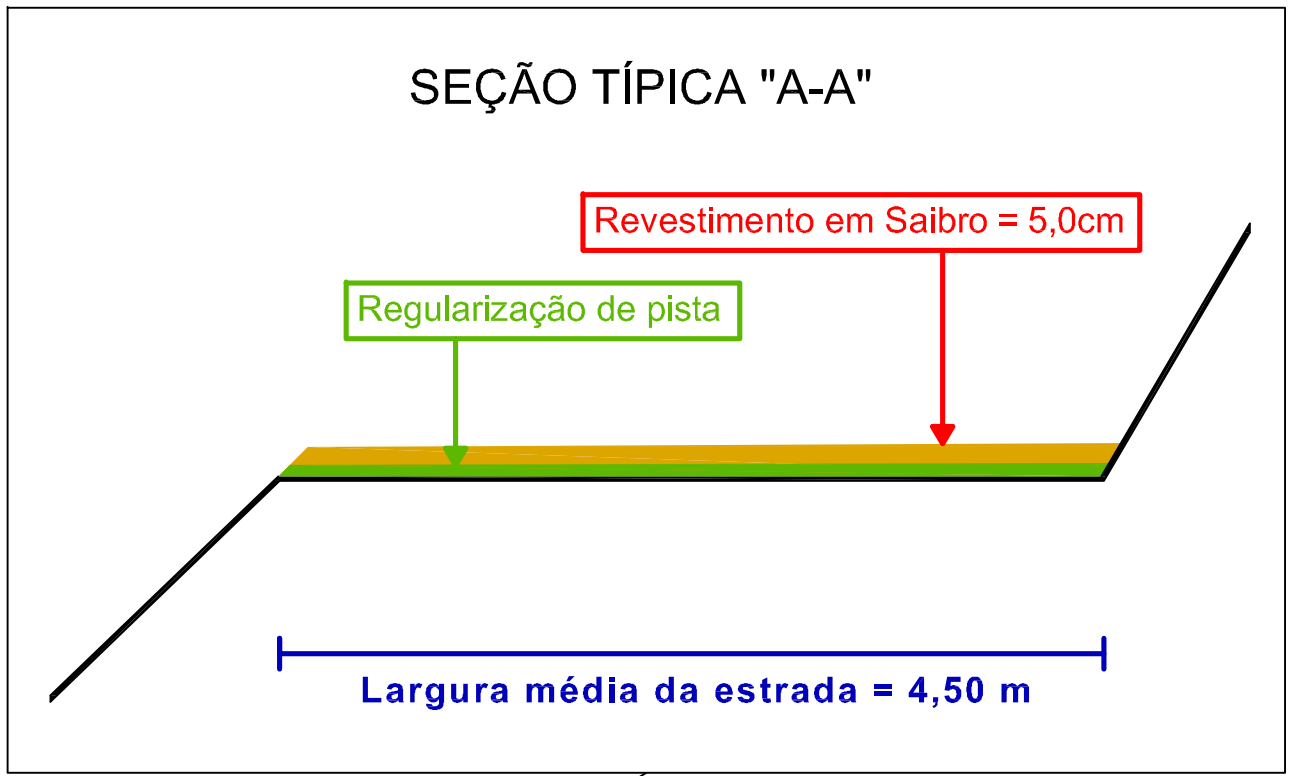 SEÇÃO TÍPICA "A-A"
Revestimento em Saibro = 5,0cm
Regularização de pista
Largura média da estrada = 4,50 m